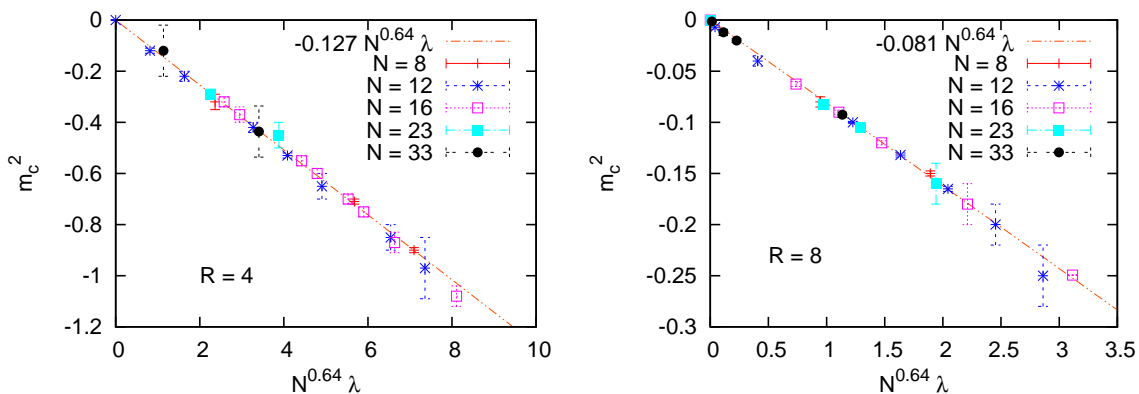 0
-0.2
-0.4
-0.6
-0.8
-1
-1.2
0 2 4 6 8 10
m_c^2
N^0.64 λ
R = 4
-0.127 N^0.64 λ
N = 8
N = 12
N = 16
N = 23
N = 33
0
-0.05
-0.1
-0.15
-0.2
-0.25
-0.3
0 0.5 1 1.5 2 2.5 3 3.5
m_c^2
N^0.64 λ
R = 8
-0.081 N^0.64 λ
N = 8
N = 12
N = 16
N = 23
N = 33